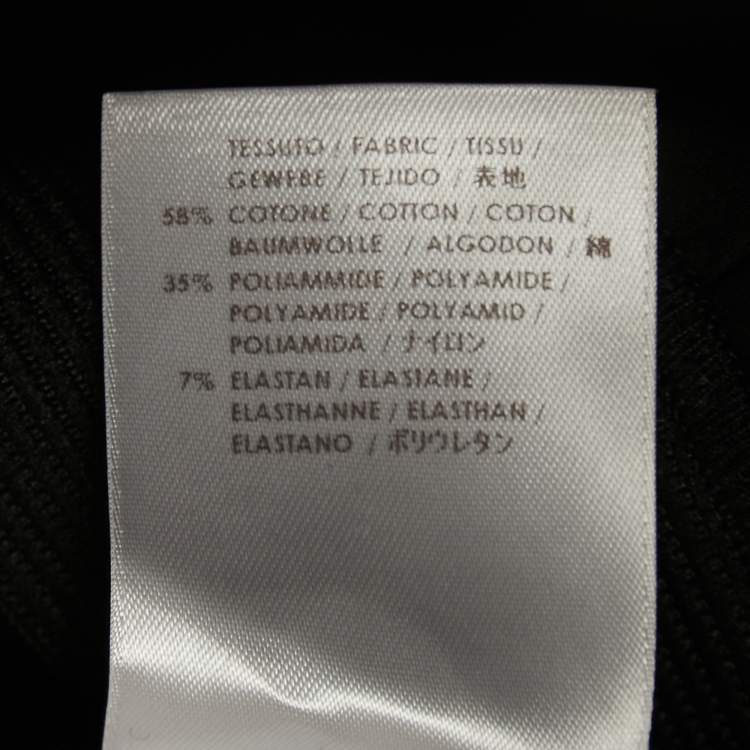 TESSUTO / FABRIC / TISSU /
GEWEBE / TEJIDO / 表地
58% COTONE / COTTON / COTON /
BAUMWOLLE / ALGODON / 綿
35% POLIAMMIDE / POLYAMIDE /
POLYAMIDE / POLYAMID /
POLIAMIDA / ナイロン
7% ELASTAN / ELASTANE /
ELASTHANNE / ELASTHAN /
ELASTANO / ポリウレタン